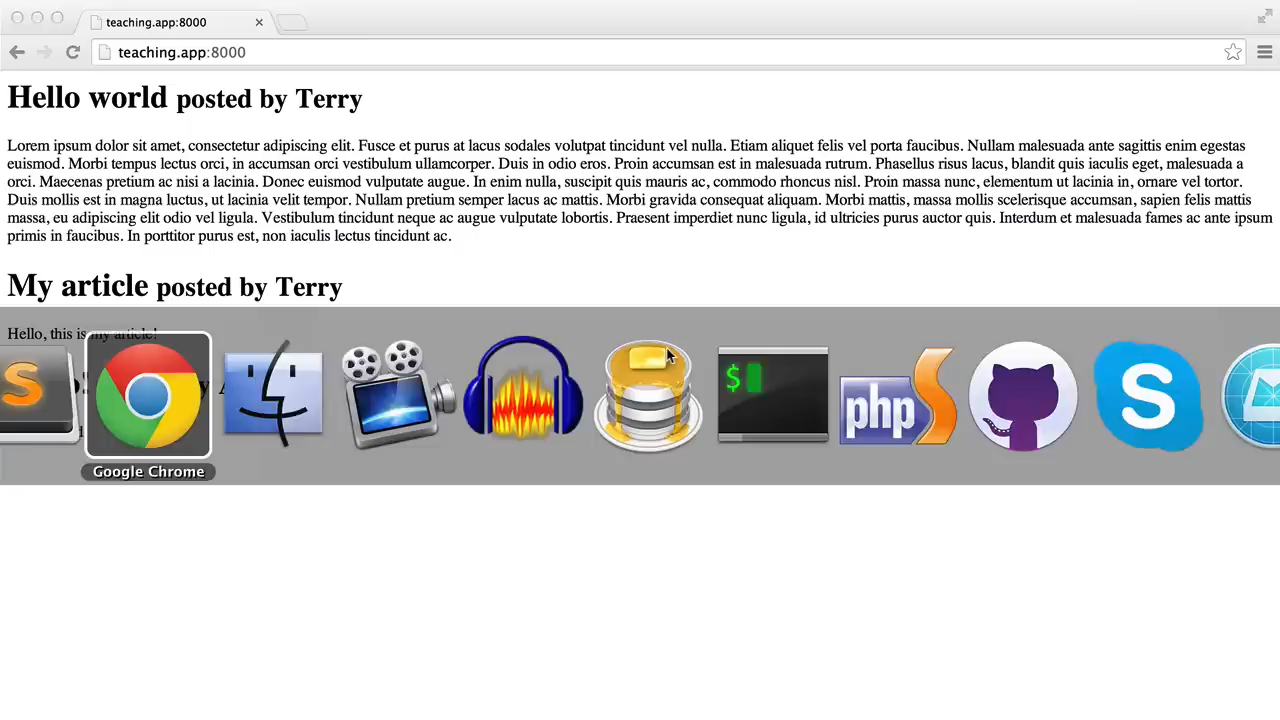 teaching.app:8000
teaching.app:8000
Hello world posted by Terry
Lorem ipsum dolor sit amet, consectetur adipiscing elit. Fusce et purus at lacus sodales volutpat tincidunt vel nulla. Etiam aliquet felis vel porta faucibus. Nullam malesuada ante sagittis enim egestas
euismod. Morbi tempus lectus orci, in accumsan orci vestibulum ullamcorper. Duis in odio eros. Proin accumsan est in malesuada rutrum. Phasellus risus lacus, blandit quis iaculis eget, malesuada a
orci. Maecenas pretium ac nisi a lacinia. Donec euismod vulputate augue. In enim nulla, suscipit quis mauris ac, commodo rhoncus nisl. Proin massa nunc, elementum ut lacinia in, ornare vel tortor.
Duis mollis est in magna luctus, ut lacinia velit tempor. Nullam pretium semper lacus ac mattis. Morbi gravida consequat aliquam. Morbi mattis, massa mollis scelerisque accumsan, sapien felis mattis
massa, eu adipiscing elit odio vel ligula. Vestibulum tincidunt neque ac augue vulputate lobortis. Praesent imperdiet nunc ligula, id ultricies purus auctor quis. Interdum et malesuada fames ac ante ipsum
primis in faucibus. In porttitor purus est, non iaculis lectus tincidunt ac.
My article posted by Terry
Hello, this is my article!
S
$
php
S
Google Chrome